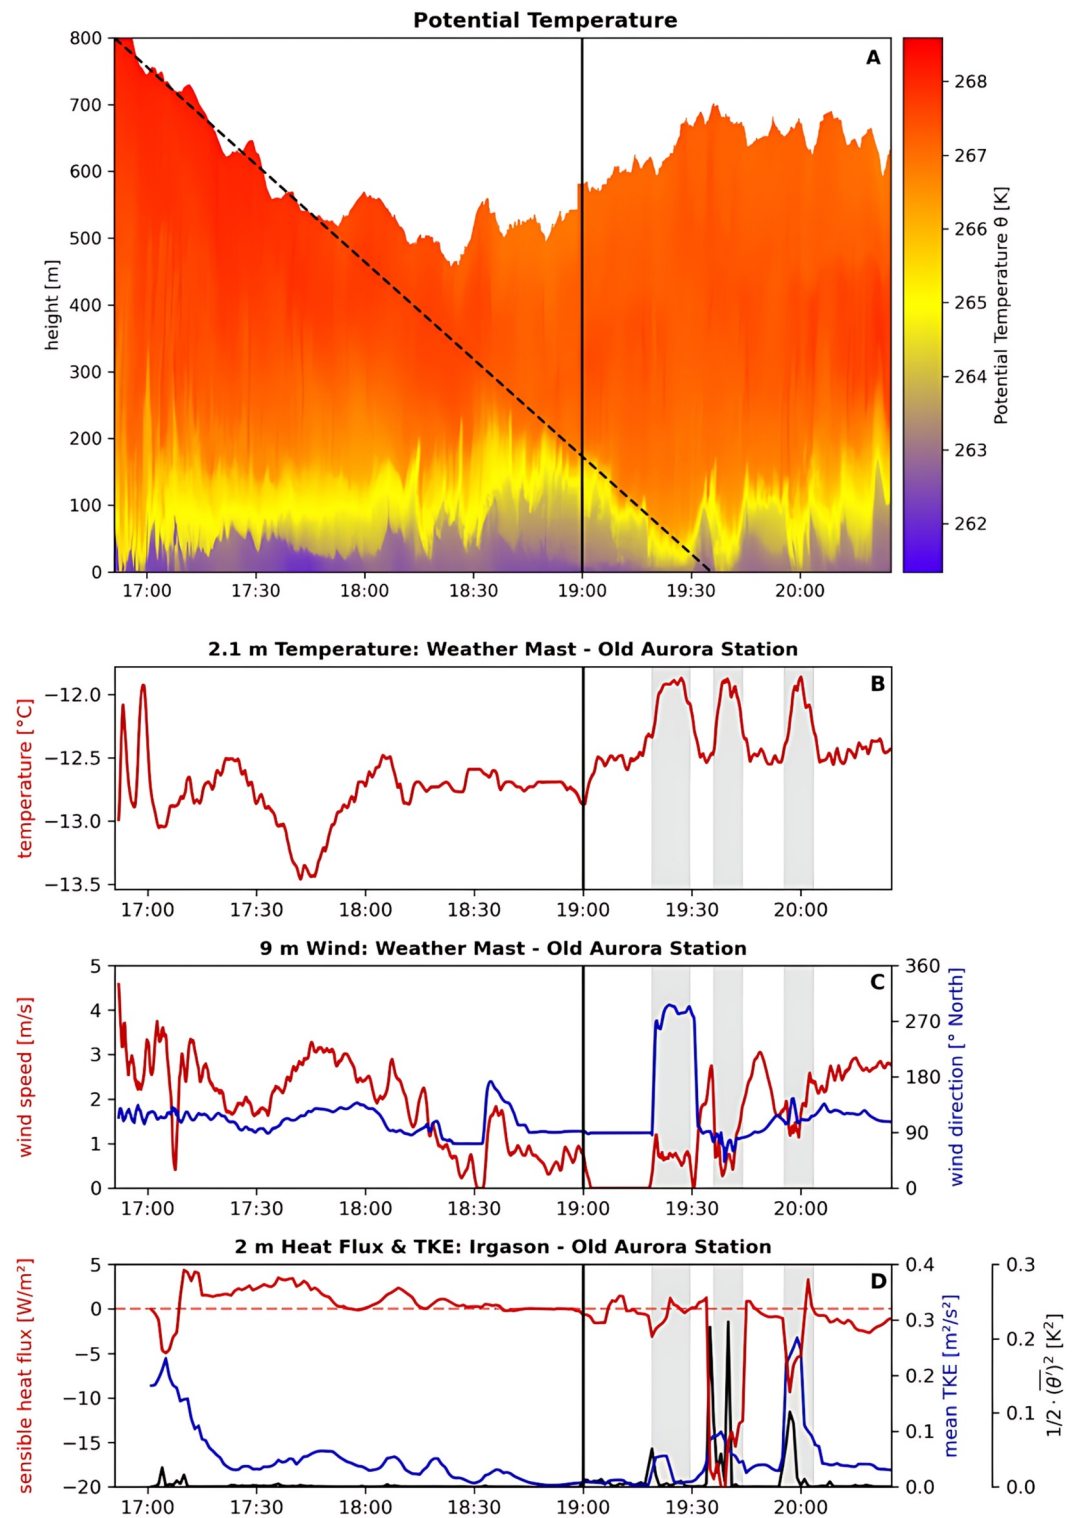 Potential Temperature
A
800
700
600
500
400
300
200
100
0
height [m]
17:00 17:30 18:00 18:30 19:00 19:30 20:00
268
267
266
265
264
263
262
Potential Temperature θ [K]
2.1 m Temperature: Weather Mast - Old Aurora Station
B
−12.0
−12.5
−13.0
−13.5
temperature [°C]
17:00 17:30 18:00 18:30 19:00 19:30 20:00
9 m Wind: Weather Mast - Old Aurora Station
C
5
4
3
2
1
0
wind speed [m/s]
360
270
180
90
0
wind direction [° North]
17:00 17:30 18:00 18:30 19:00 19:30 20:00
2 m Heat Flux & TKE: Irgason - Old Aurora Station
D
5
0
−5
−10
−15
−20
sensible heat flux [W/m²]
0.4
0.3
0.2
0.1
0.0
mean TKE [m²/s²]
0.3
0.2
0.1
0.0
1/2 · (θ′)² [K²]
17:00 17:30 18:00 18:30 19:00 19:30 20:00